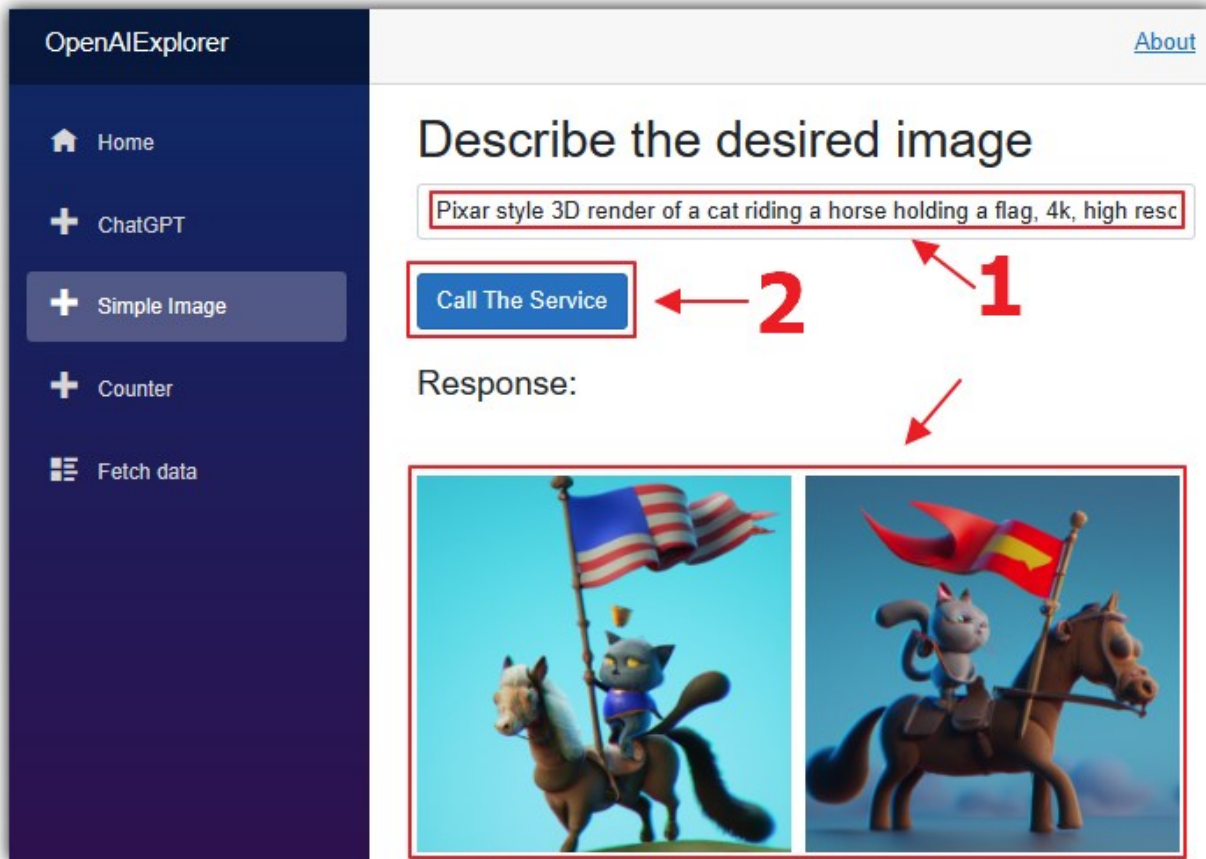 OpenAIExplorer
About
Home
ChatGPT
Simple Image
Counter
Fetch data
Describe the desired image
Pixar style 3D render of a cat riding a horse holding a flag, 4k, high resc
1
Call The Service
2
Response: